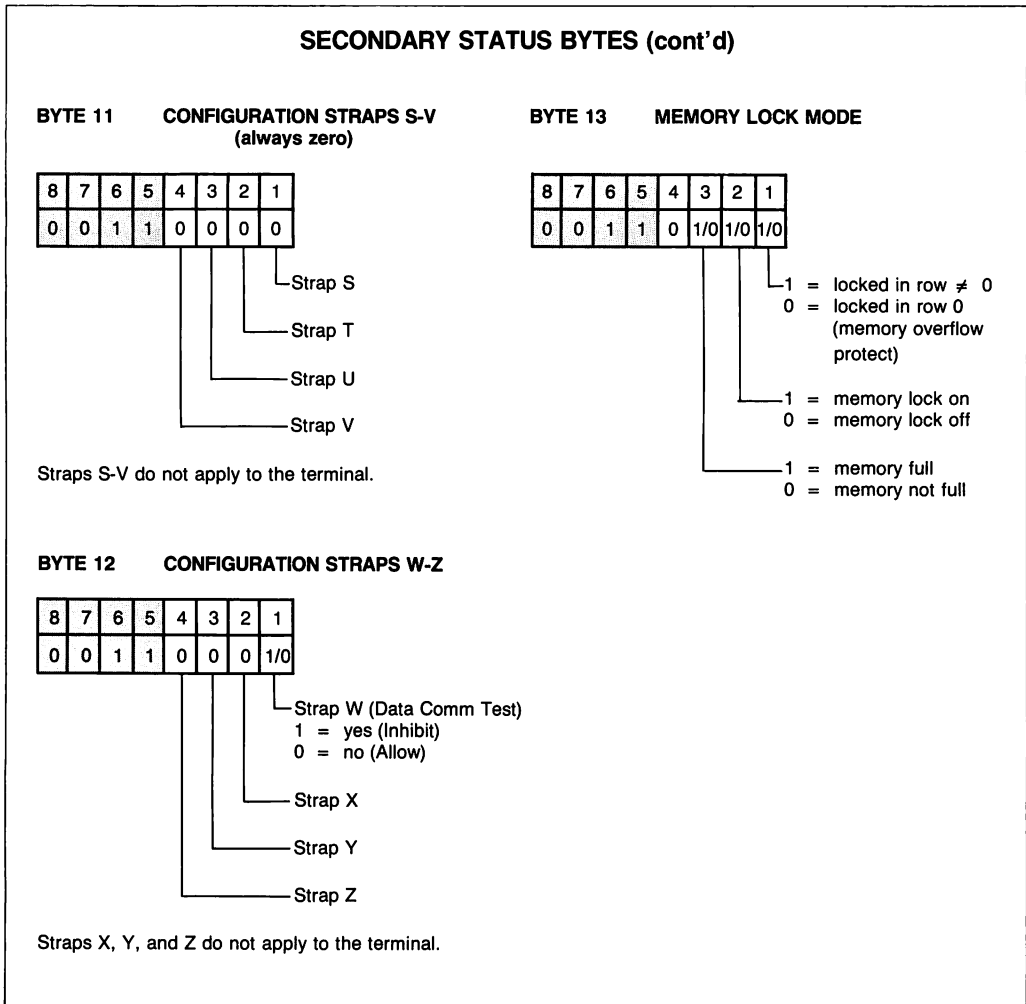 SECONDARY STATUS BYTES (cont'd)
BYTE 11 CONFIGURATION STRAPS S-V
(always zero)
8 7 6 5 4 3 2 1
0 0 1 1 0 0 0 0
Strap S
Strap T
Strap U
Strap V
Straps S-V do not apply to the terminal.
BYTE 12 CONFIGURATION STRAPS W-Z
8 7 6 5 4 3 2 1
0 0 1 1 0 0 0 1/0
Strap W (Data Comm Test)
1 = yes (Inhibit)
0 = no (Allow)
Strap X
Strap Y
Strap Z
Straps X, Y, and Z do not apply to the terminal.
BYTE 13 MEMORY LOCK MODE
8 7 6 5 4 3 2 1
0 0 1 1 0 1/0 1/0 1/0
1 = locked in row ≠ 0
0 = locked in row 0
(memory overflow
protect)
1 = memory lock on
0 = memory lock off
1 = memory full
0 = memory not full